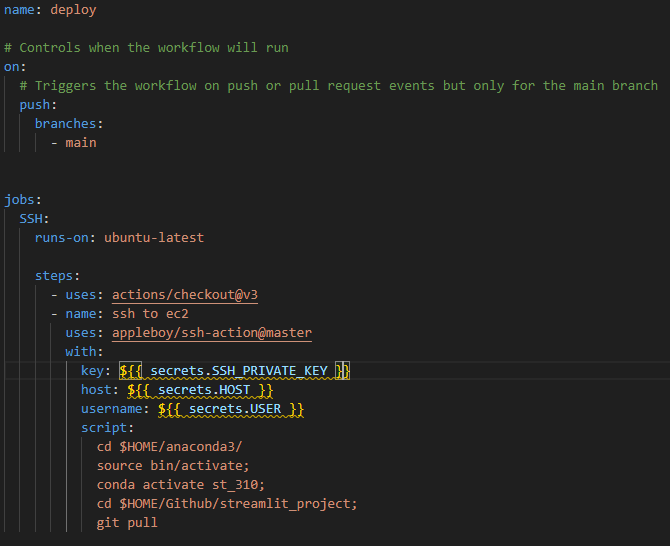 name: deploy
# Controls when the workflow will run
on:
# Triggers the workflow on push or pull request events but only for the main branch
push:
branches:
- main
jobs:
SSH:
runs-on: ubuntu-latest
steps:
- uses: actions/checkout@v3
- name: ssh to ec2
uses: appleboy/ssh-action@master
with:
key: ${{ secrets.SSH_PRIVATE_KEY }}
host: ${{ secrets.HOST }}
username: ${{ secrets.USER }}
script:
cd $HOME/anaconda3/
source bin/activate;
conda activate st_310;
cd $HOME/Github/streamlit_project;
git pull